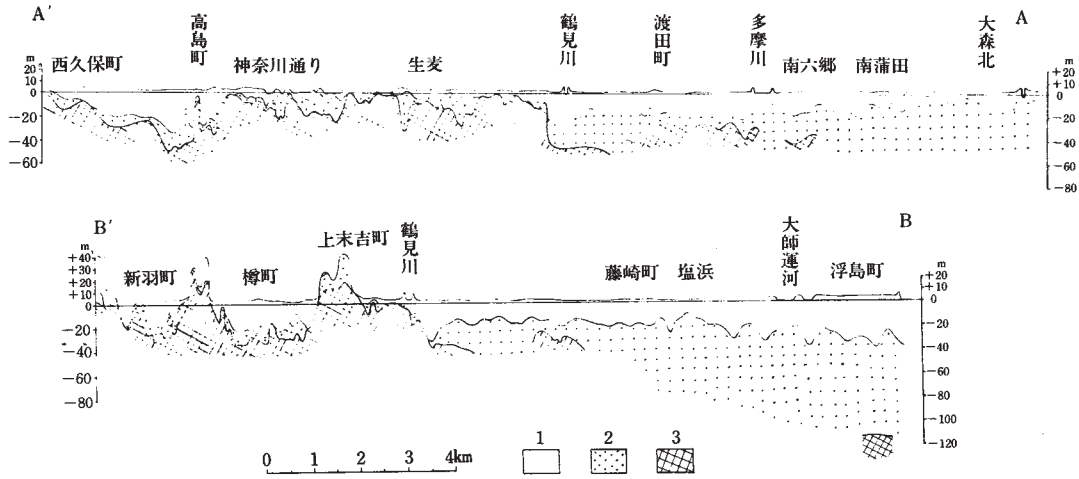 A′ A
高島町 鶴見川 渡田町 多摩川 大森北
西久保町 神奈川通り 生麦 南六郷 南蒲田
m
20
10
0
−20
−40
−60
m
+20
+10
0
−20
−40
−60
−80
B′ B
上末吉町 鶴見川 大師運河
新羽町 樽町 藤崎町 塩浜 浮島町
m
+40
+30
+20
+10
0
−20
−40
−60
−80
m
+20
+10
0
−20
−40
−60
−80
−100
−120
0 1 2 3 4km
1 2 3